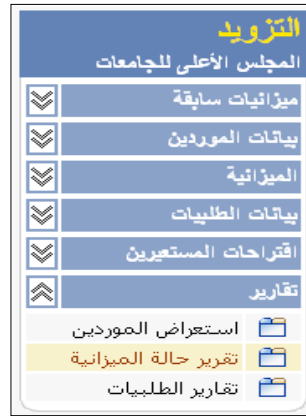 التزويد
المجلس الأعلى للجامعات
ميزانيات سابقة
بيانات الموردين
الميزانية
بيانات الطلبيات
اقتراحات المستعيرين
تقارير
استعراض الموردين
تقرير حالة الميزانية
تقارير الطلبيات